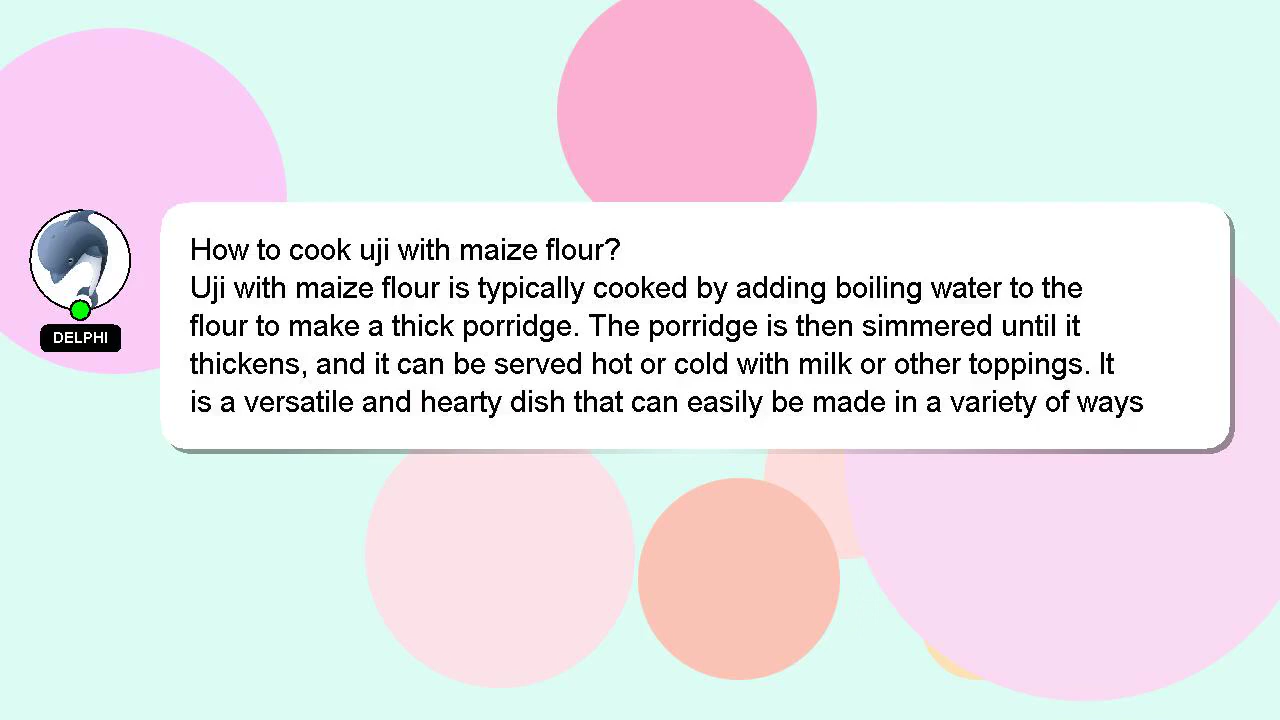 How to cook uji with maize flour?
Uji with maize flour is typically cooked by adding boiling water to the
flour to make a thick porridge. The porridge is then simmered until it
thickens, and it can be served hot or cold with milk or other toppings. It
is a versatile and hearty dish that can easily be made in a variety of ways
DELPHI